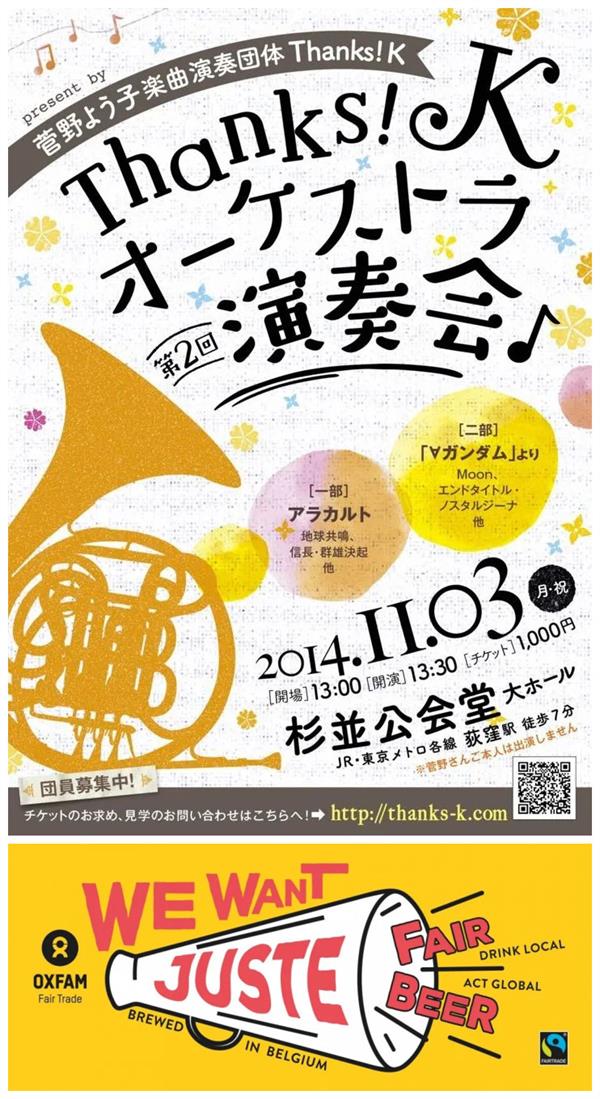 present by
菅野よう子楽曲演奏団体 Thanks! K
Thanks! K
オーケストラ
第2回 演奏会♪
[二部]
「∀ガンダム」より
Moon、
エンドタイトル・
ノスタルジーナ
他
[一部]
アラカルト
地球共鳴、
信長・群雄決起
他
2014.11.03 月・祝
[開場] 13:00 [開演] 13:30 [チケット] 1,000円
杉並公会堂 大ホール
JR・東京メトロ各線 荻窪駅 徒歩7分
※菅野さんご本人は出演しません
団員募集中!
チケットのお求め、見学のお問い合わせはこちらへ!➡ http://thanks-k.com
WE WANT
JUSTE
FAIR
BEER
DRINK LOCAL
ACT GLOBAL
OXFAM
Fair Trade
BREWED
IN BELGIUM
FAIRTRADE